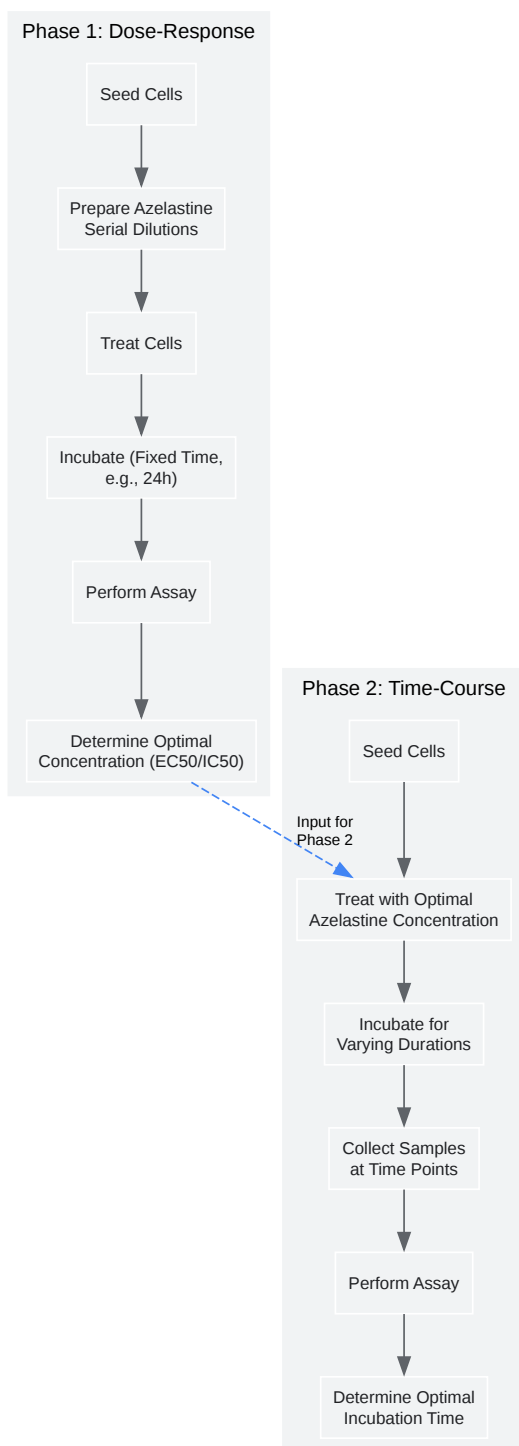 Phase 1: Dose-Response
Seed Cells
Prepare Azelastine
Serial Dilutions
Treat Cells
Incubate (Fixed Time,
e.g., 24h)
Perform Assay
Determine Optimal
Concentration (EC50/IC50)
Input for
Phase 2
Phase 2: Time-Course
Seed Cells
Treat with Optimal
Azelastine Concentration
Incubate for
Varying Durations
Collect Samples
at Time Points
Perform Assay
Determine Optimal
Incubation Time